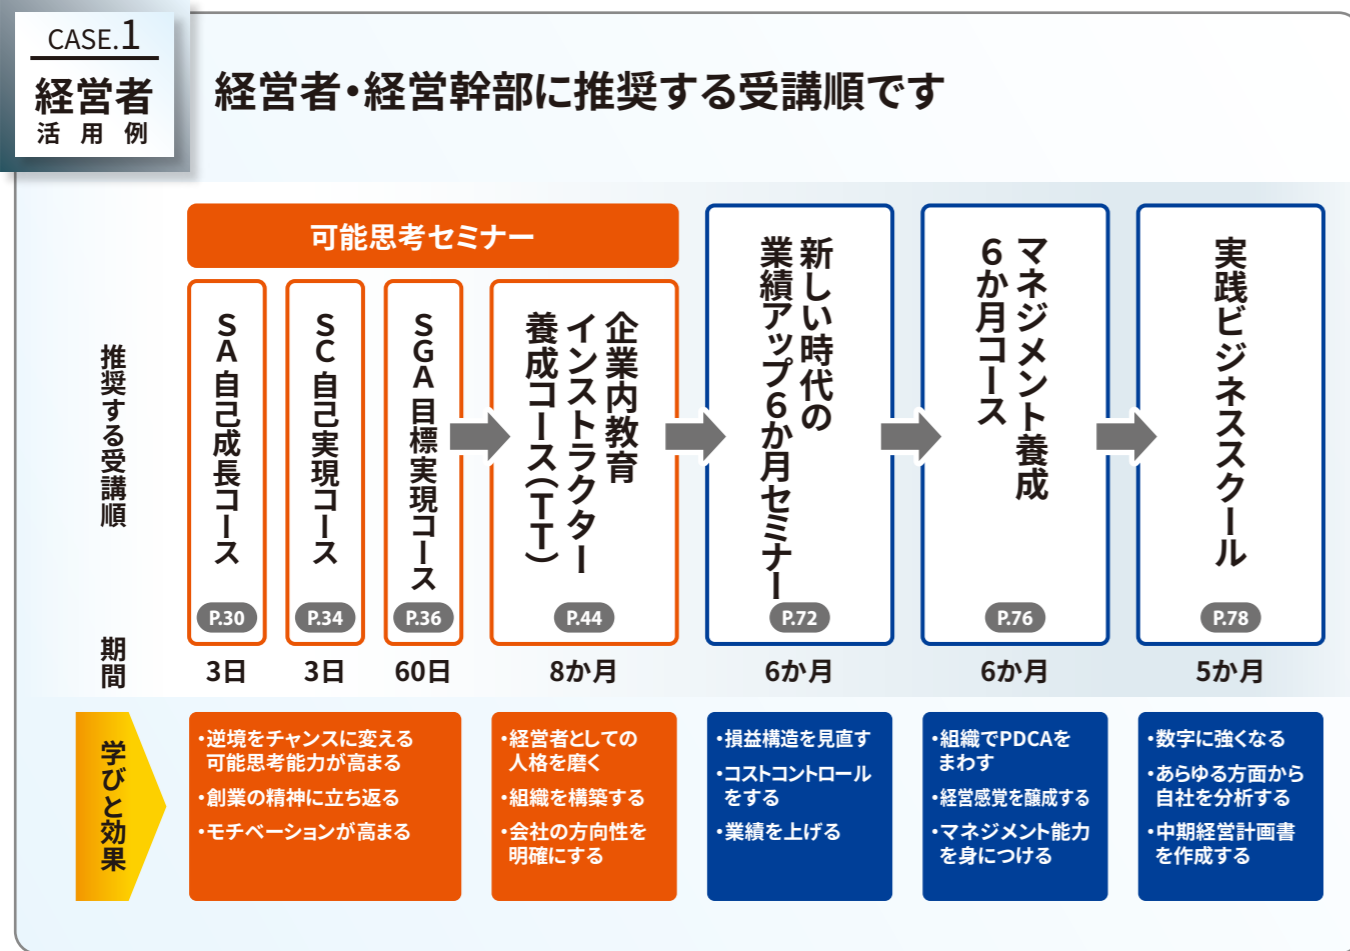 CASE.1
経営者
活用例
経営者・経営幹部に推奨する受講順です
推奨する受講順
可能思考セミナー
SA 自己成長コース
P.30
SC 自己実現コース
P.34
SGA 目標実現コース
P.36
企業内教育
インストラクター
養成コース（TT）
P.44
新しい時代の
業績アップ6か月セミナー
P.72
マネジメント養成
6か月コース
P.76
実践ビジネススクール
P.78
期間
3日
3日
60日
8か月
6か月
6か月
5か月
学びと効果
・逆境をチャンスに変える
可能思考能力が高まる
・創業の精神に立ち返る
・モチベーションが高まる
・経営者としての
人格を磨く
・組織を構築する
・会社の方向性を
明確にする
・損益構造を見直す
・コストコントロール
をする
・業績を上げる
・組織でPDCAを
まわす
・経営感覚を醸成する
・マネジメント能力
を身につける
・数字に強くなる
・あらゆる方面から
自社を分析する
・中期経営計画書
を作成する